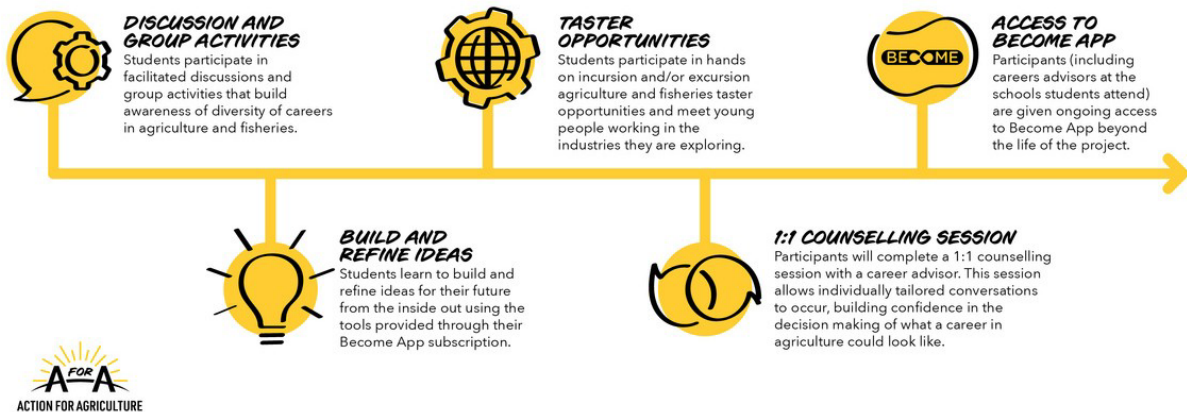 DISCUSSION AND
GROUP ACTIVITIES
Students participate in
facilitated discussions and
group activities that build
awareness of diversity of careers
in agriculture and fisheries.
BUILD AND
REFINE IDEAS
Students learn to build and
refine ideas for their future
from the inside out using the
tools provided through their
Become App subscription.
TASTER
OPPORTUNITIES
Students participate in hands
on incursion and/or excursion
agriculture and fisheries taster
opportunities and meet young
people working in the
industries they are exploring.
1:1 COUNSELLING SESSION
Participants will complete a 1:1 counselling
session with a career advisor. This session
allows individually tailored conversations
to occur, building confidence in the
decision making of what a career in
agriculture could look like.
BECOME
ACCESS TO
BECOME APP
Participants (including
careers advisors at the
schools students attend)
are given ongoing access
to Become App beyond
the life of the project.
A FOR A
ACTION FOR AGRICULTURE